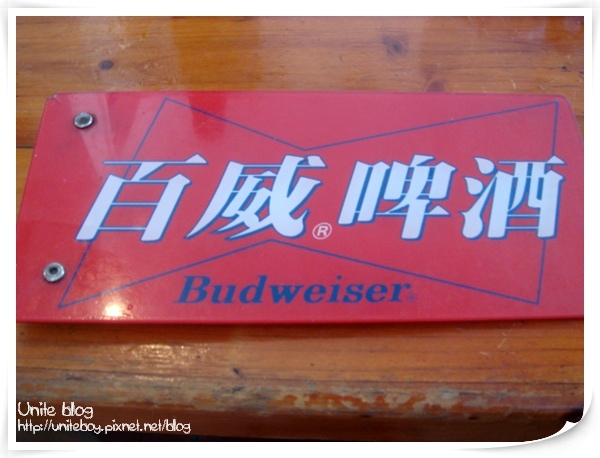 百威®啤酒
Budweiser®
Unite blog
http://uniteboy.pixnet.net/blog